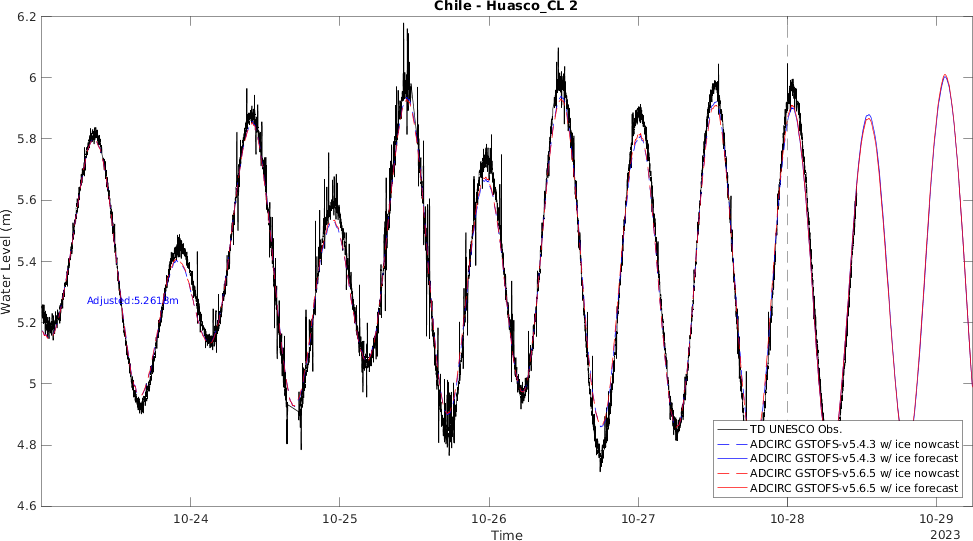 Chile - Huasco_CL 2
6.2
6
5.8
5.6
5.4
5.2
5
4.8
4.6
Water Level (m)
Adjusted:5.2613m
TD UNESCO Obs.
ADCIRC GSTOFS-v5.4.3 w/ ice nowcast
ADCIRC GSTOFS-v5.4.3 w/ ice forecast
ADCIRC GSTOFS-v5.6.5 w/ ice nowcast
ADCIRC GSTOFS-v5.6.5 w/ ice forecast
10-24
10-25
10-26
10-27
10-28
10-29
2023
Time